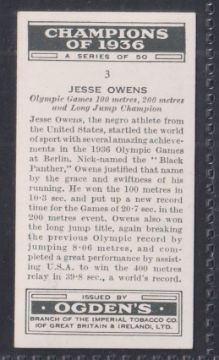 CHAMPIONS
OF 1936
A SERIES OF 50
3
JESSE OWENS
Olympic Games 100 metres, 200 metres
and Long Jump Champion
Jesse Owens, the negro athlete from
the United States, startled the world
of sport with several amazing achieve-
ments in the 1936 Olympic Games
at Berlin. Nick-named the "Black
Panther," Owens justified that name
by the grace and swiftness of his
running. He won the 100 metres in
10·3 sec., and put up a new record
time for the Games of 20·7 secs. in the
200 metres event. Owens also won
the long jump title, again breaking
the previous Olympic record by
jumping 8·06 metres, and com-
pleted a great performance by assist-
ing U.S.A. to win the 400 metres
relay in 39·8 sec., a world's record.
ISSUED BY
OGDEN'S
BRANCH OF THE IMPERIAL TOBACCO CO.
(OF GREAT BRITAIN & IRELAND), LTD.